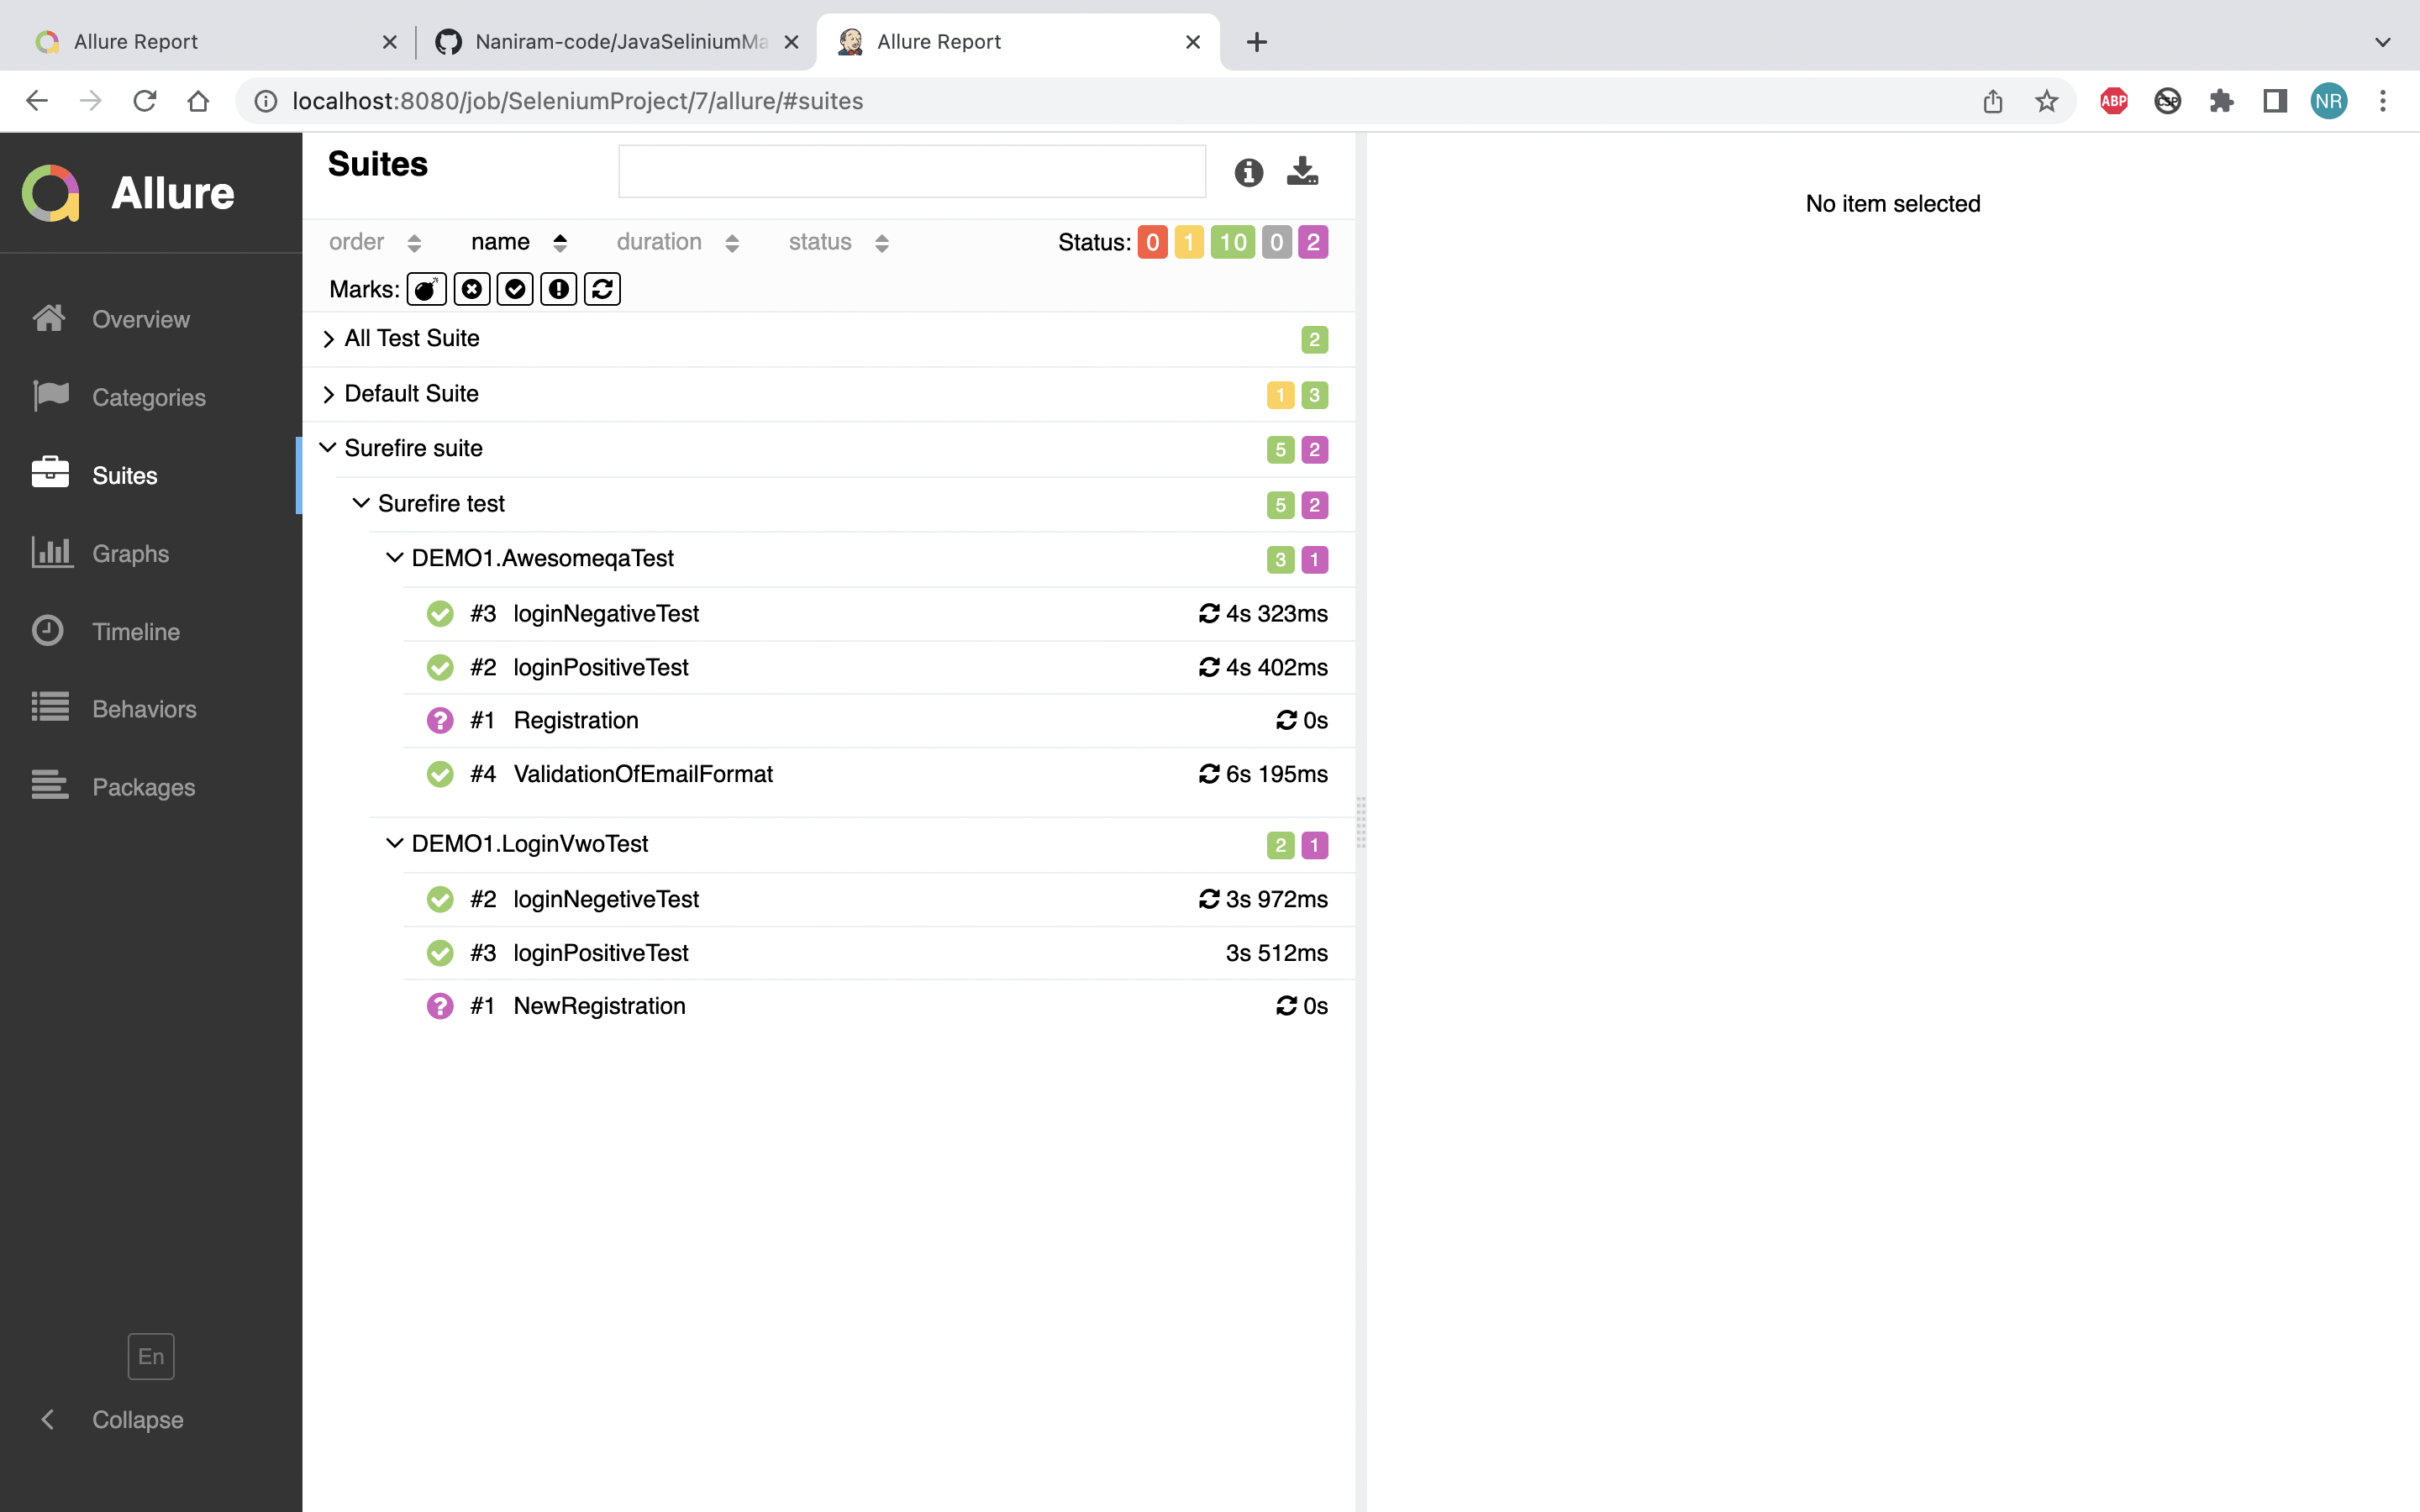 Allure Report
Naniram-code/JavaSeliniumMa
Allure Report
localhost:8080/job/SeleniumProject/7/allure/#suites
ABP
CSP
NR
Allure
Overview
Categories
Suites
Graphs
Timeline
Behaviors
Packages
En
Collapse
Suites
order name duration status Status: 0 1 10 0 2
Marks:
All Test Suite 2
Default Suite 1 3
Surefire suite 5 2
Surefire test 5 2
DEMO1.AwesomeqaTest 3 1
#3 loginNegativeTest 4s 323ms
#2 loginPositiveTest 4s 402ms
? #1 Registration 0s
#4 ValidationOfEmailFormat 6s 195ms
DEMO1.LoginVwoTest 2 1
#2 loginNegetiveTest 3s 972ms
#3 loginPositiveTest 3s 512ms
? #1 NewRegistration 0s
No item selected